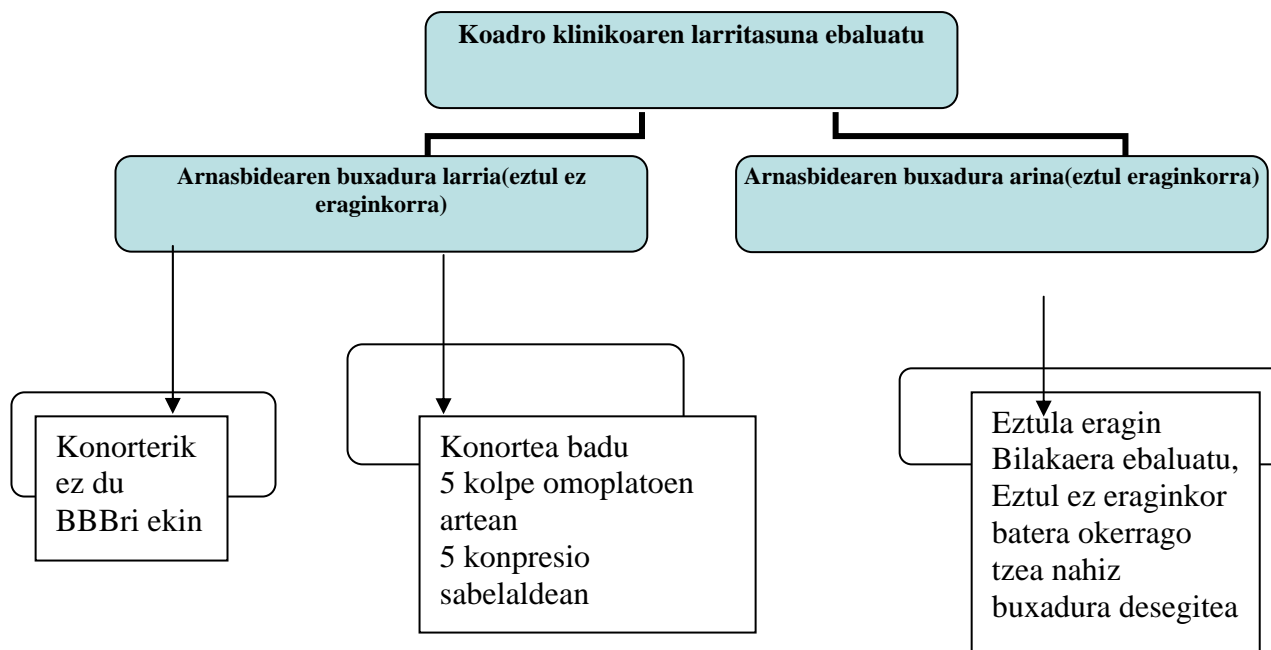 Koadro klinikoaren larritasuna ebaluatu
Arnasbidearen buxadura larria(eztul ez
eraginkorra)
Arnasbidearen buxadura arina(eztul eraginkorra)
Konorterik
ez du
BBBri ekin
Konortea badu
5 kolpe omoplatoen
artean
5 konpresio
sabelaldean
Eztula eragin
Bilakaera ebaluatu,
Eztul ez eraginkor
batera okerrago
tzea nahiz
buxadura desegitea